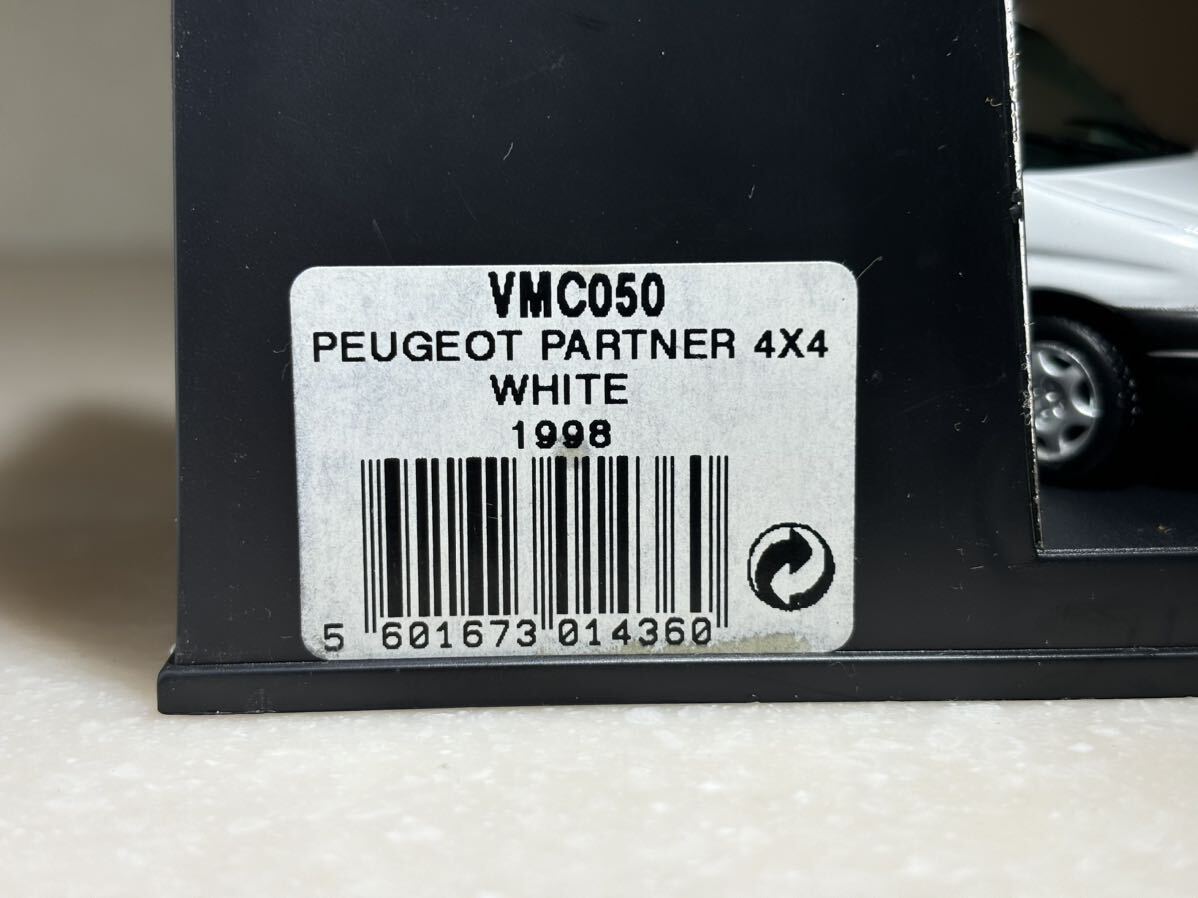 VMC050
PEUGEOT PARTNER 4X4
WHITE
1998
5 601673 014360